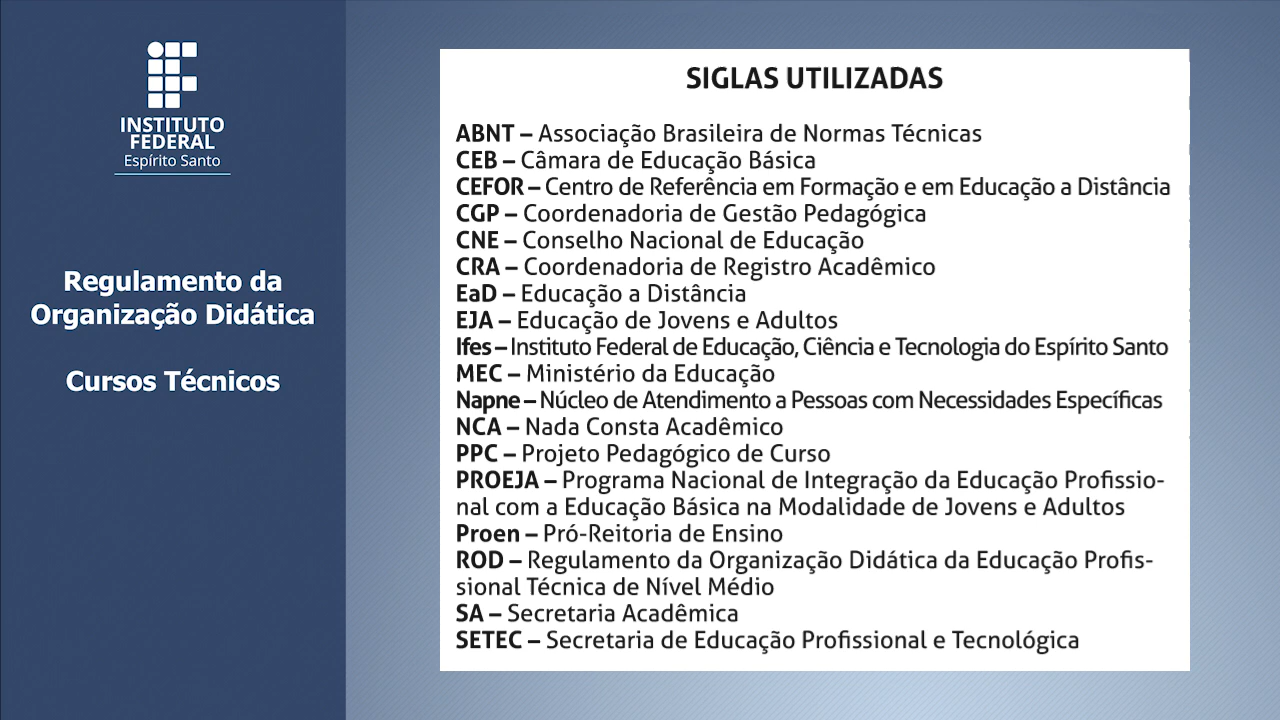 INSTITUTO
FEDERAL
Espírito Santo
Regulamento da
Organização Didática
Cursos Técnicos
SIGLAS UTILIZADAS
ABNT – Associação Brasileira de Normas Técnicas
CEB – Câmara de Educação Básica
CEFOR – Centro de Referência em Formação e em Educação a Distância
CGP – Coordenadoria de Gestão Pedagógica
CNE – Conselho Nacional de Educação
CRA – Coordenadoria de Registro Acadêmico
EaD – Educação a Distância
EJA – Educação de Jovens e Adultos
Ifes – Instituto Federal de Educação, Ciência e Tecnologia do Espírito Santo
MEC – Ministério da Educação
Napne – Núcleo de Atendimento a Pessoas com Necessidades Específicas
NCA – Nada Consta Acadêmico
PPC – Projeto Pedagógico de Curso
PROEJA – Programa Nacional de Integração da Educação Profissio-
nal com a Educação Básica na Modalidade de Jovens e Adultos
Proen – Pró-Reitoria de Ensino
ROD – Regulamento da Organização Didática da Educação Profis-
sional Técnica de Nível Médio
SA – Secretaria Acadêmica
SETEC – Secretaria de Educação Profissional e Tecnológica